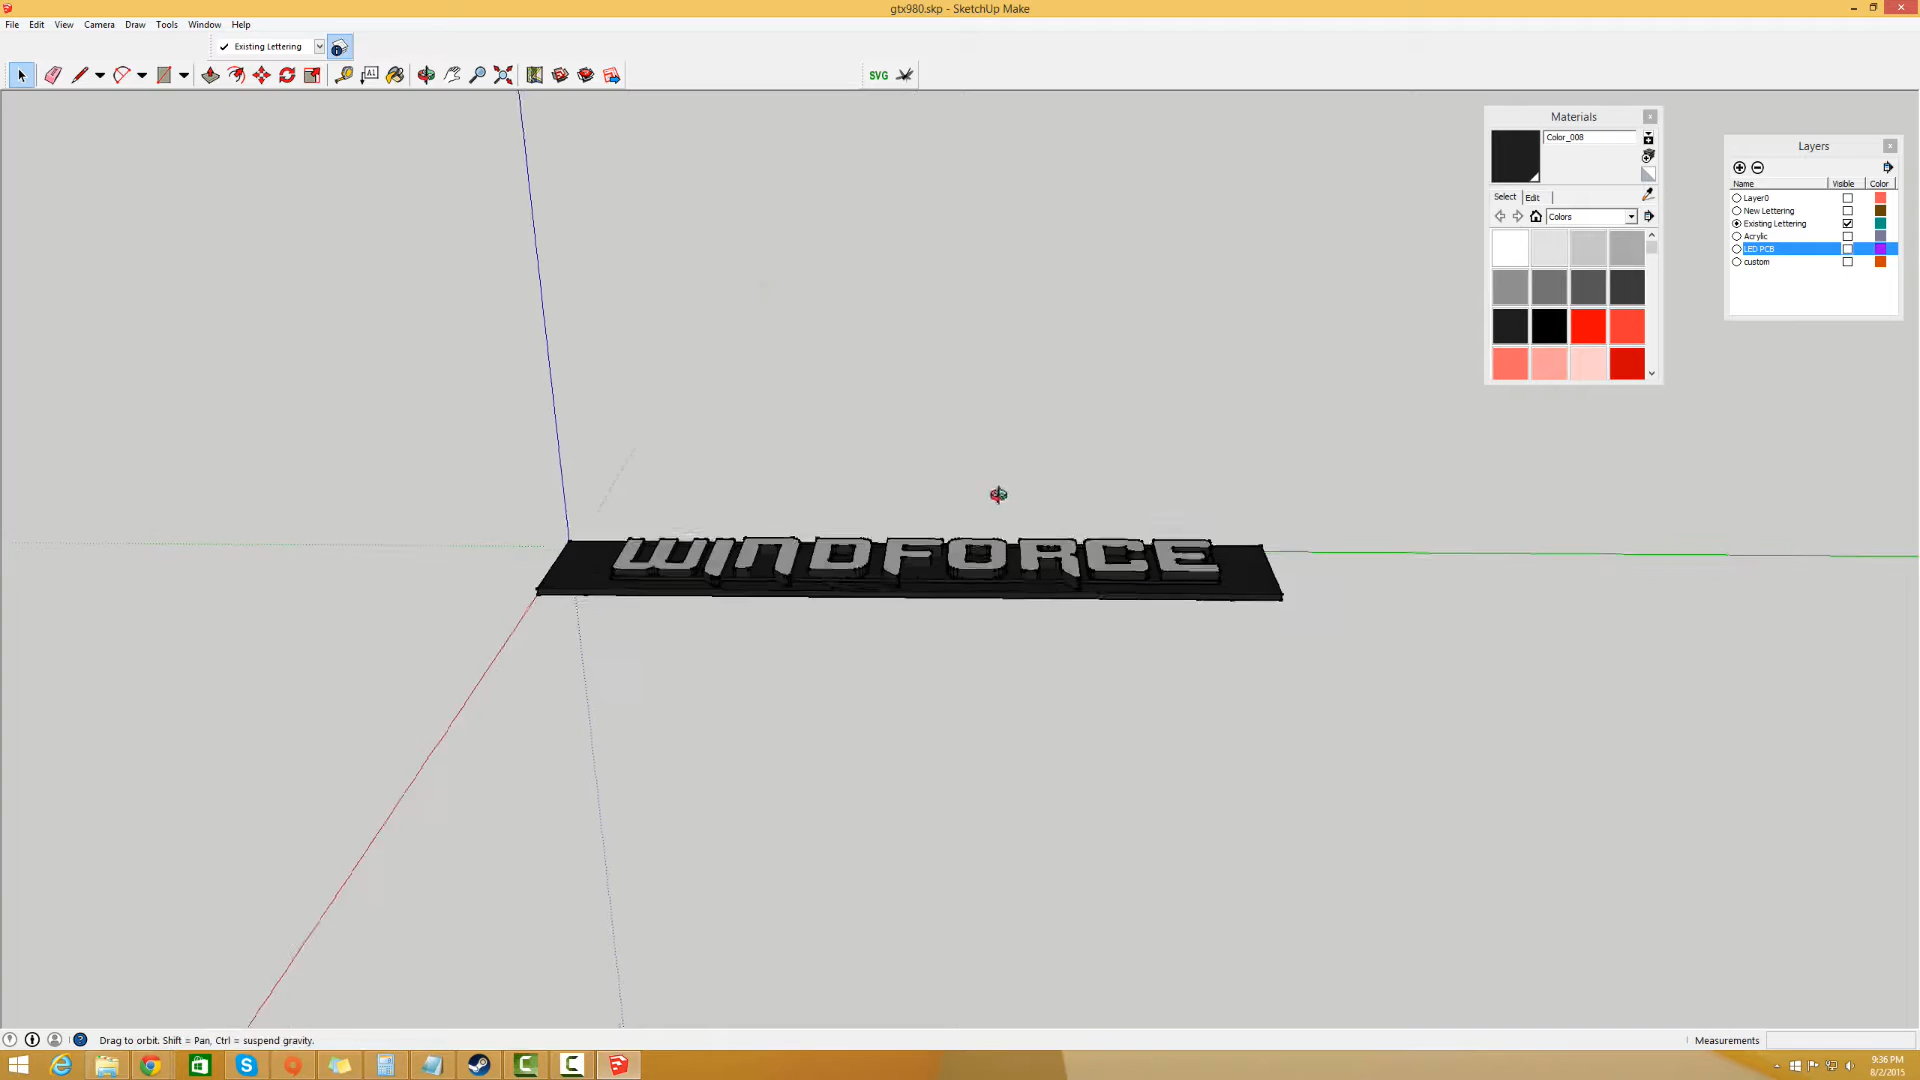 gtx980.skp - SketchUp Make
File Edit View Camera Draw Tools Window Help
Existing Lettering
A1
SVG
Materials
Color_008
Select Edit
Colors
Layers
Name Visible Color
Layer0
New Lettering
Existing Lettering
Acrylic
LED PCB
custom
WINDFORCE
Drag to orbit. Shift = Pan, Ctrl = suspend gravity.
Measurements
9:36 PM
8/2/2015